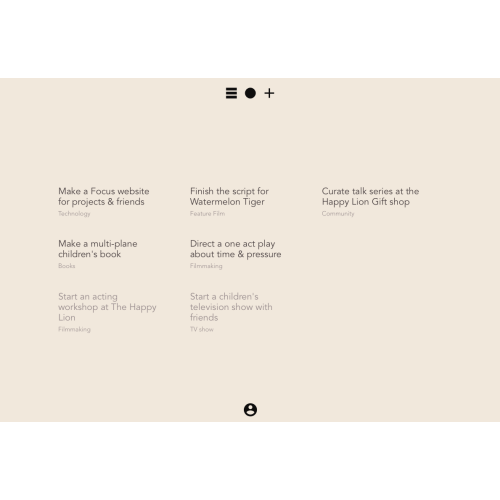 Make a Focus website
for projects & friends
Technology
Finish the script for
Watermelon Tiger
Feature Film
Curate talk series at the
Happy Lion Gift shop
Community
Make a multi-plane
children's book
Books
Direct a one act play
about time & pressure
Filmmaking
Start an acting
workshop at The Happy
Lion
Filmmaking
Start a children's
television show with
friends
TV show